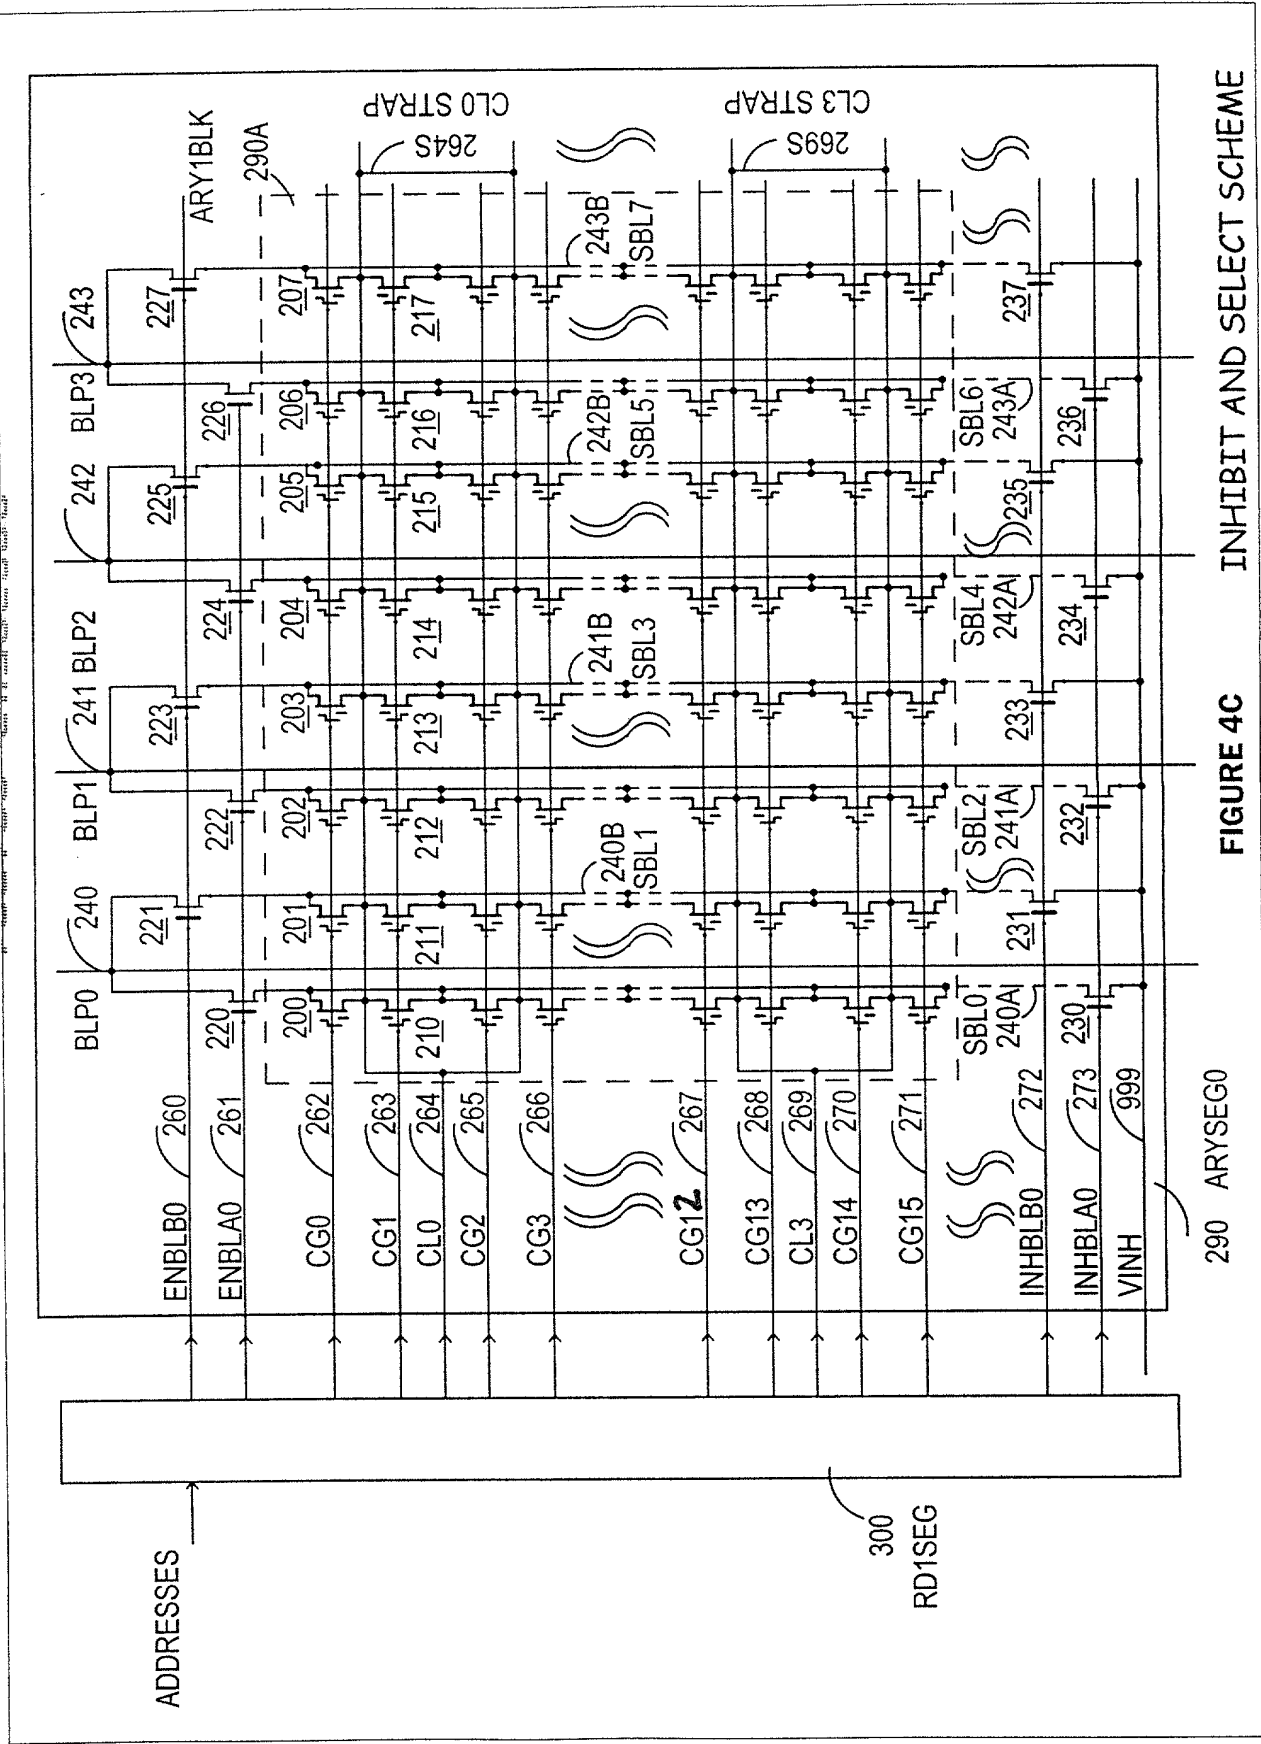 BLP0 240 BLP1 241 BLP2 242 BLP3 243
ADDRESSES
ENBLB0 260 221 223 225 227 ARY1BLK
ENBLA0 261 220 222 224 226 290A
CG0 262 200 201 202 203 204 205 206 207
CG1 263
CL0 264 210 211 212 213 214 215 216 217
264S CL0 STRAP
CG2 265
CG3 266
240B 241B 242B 243B
SBL1 SBL3 SBL5 SBL7
CG12 267
CG13 268
CL3 269
269S CL3 STRAP
CG14 270
CG15 271
SBL0 SBL2 SBL4 SBL6
240A 241A 242A 243A
INHBLB0 272 231 233 235 237
INHBLA0 273 230 232 234 236
VINH 999
300
RD1SEG
290 ARYSEG0
FIGURE 4C INHIBIT AND SELECT SCHEME